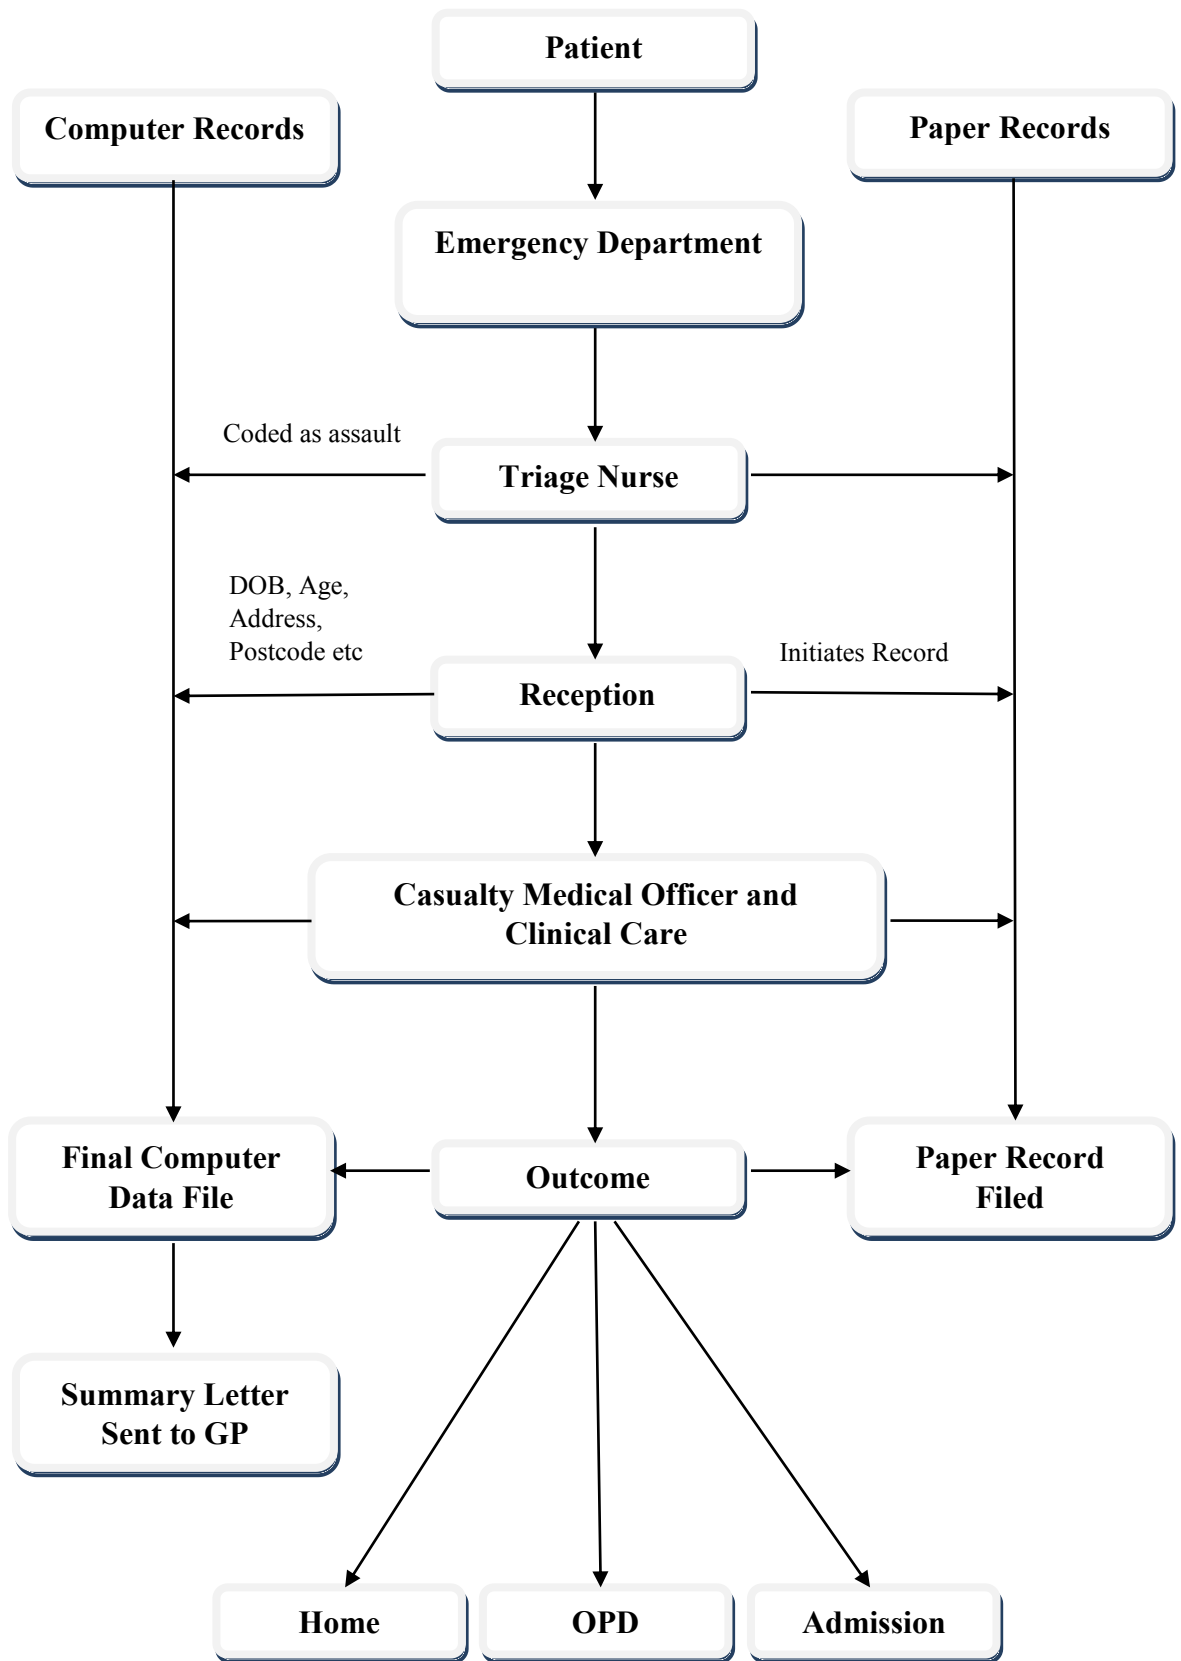 Patient
Computer Records
Paper Records
Emergency Department
Coded as assault
Triage Nurse
DOB, Age,
Address,
Postcode etc
Initiates Record
Reception
Casualty Medical Officer and
Clinical Care
Final Computer
Data File
Outcome
Paper Record
Filed
Summary Letter
Sent to GP
Home
OPD
Admission